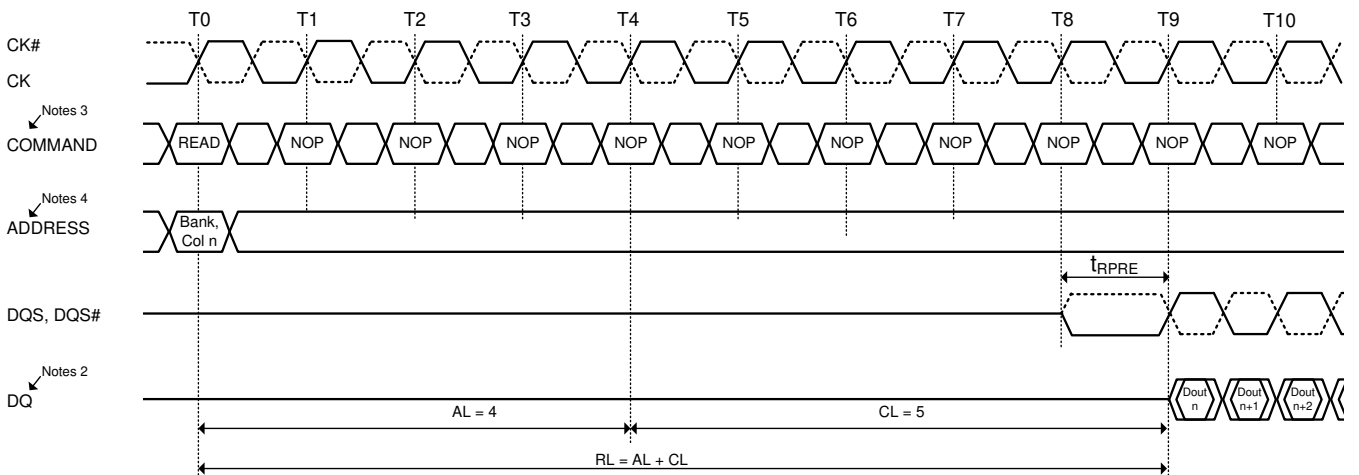 T0 T1 T2 T3 T4 T5 T6 T7 T8 T9 T10
CK#
CK
Notes 3
COMMAND
READ NOP NOP NOP NOP NOP NOP NOP NOP NOP NOP
Notes 4
ADDRESS
Bank,
Col n
tRPRE
DQS, DQS#
Notes 2
DQ
Dout
n
Dout
n+1
Dout
n+2
AL = 4
CL = 5
RL = AL + CL